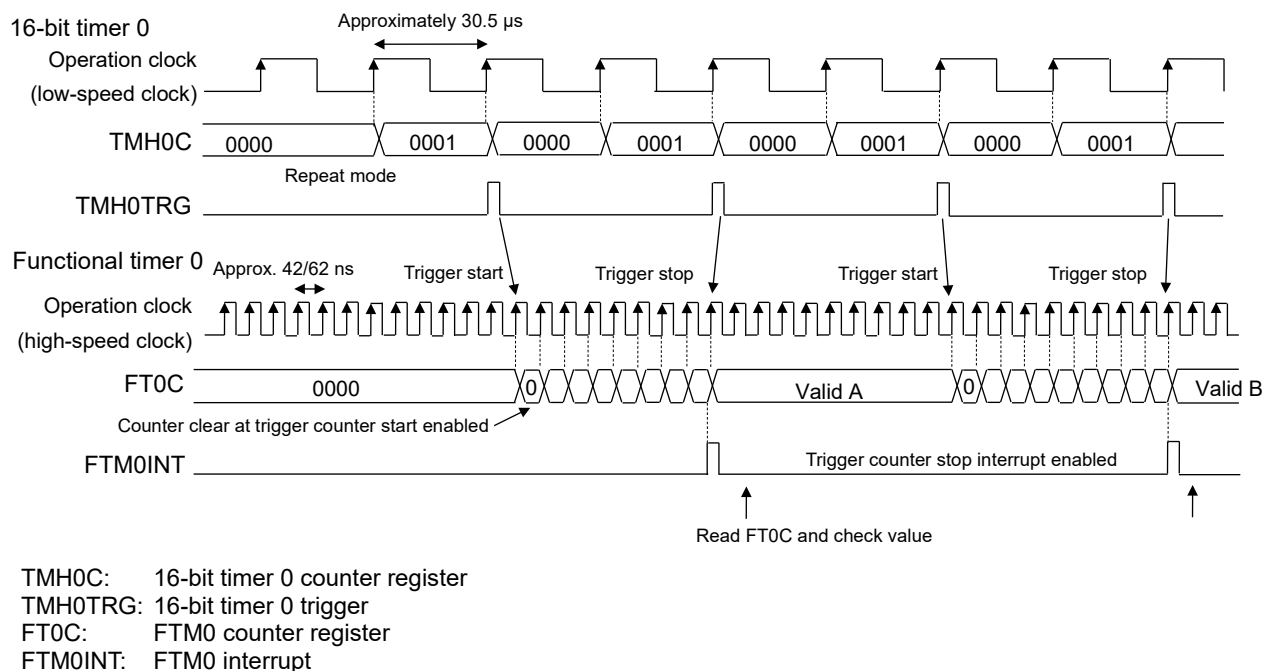 16-bit timer 0
Approximately 30.5 µs
Operation clock
(low-speed clock)
TMH0C
0000
0001
0000
0001
0000
0001
0000
0001
Repeat mode
TMH0TRG
Functional timer 0
Approx. 42/62 ns
Trigger start
Trigger stop
Trigger start
Trigger stop
Operation clock
(high-speed clock)
FT0C
0000
0
Valid A
0
Valid B
Counter clear at trigger counter start enabled
FTM0INT
Trigger counter stop interrupt enabled
Read FT0C and check value
TMH0C: 16-bit timer 0 counter register
TMH0TRG: 16-bit timer 0 trigger
FT0C: FTM0 counter register
FTM0INT: FTM0 interrupt